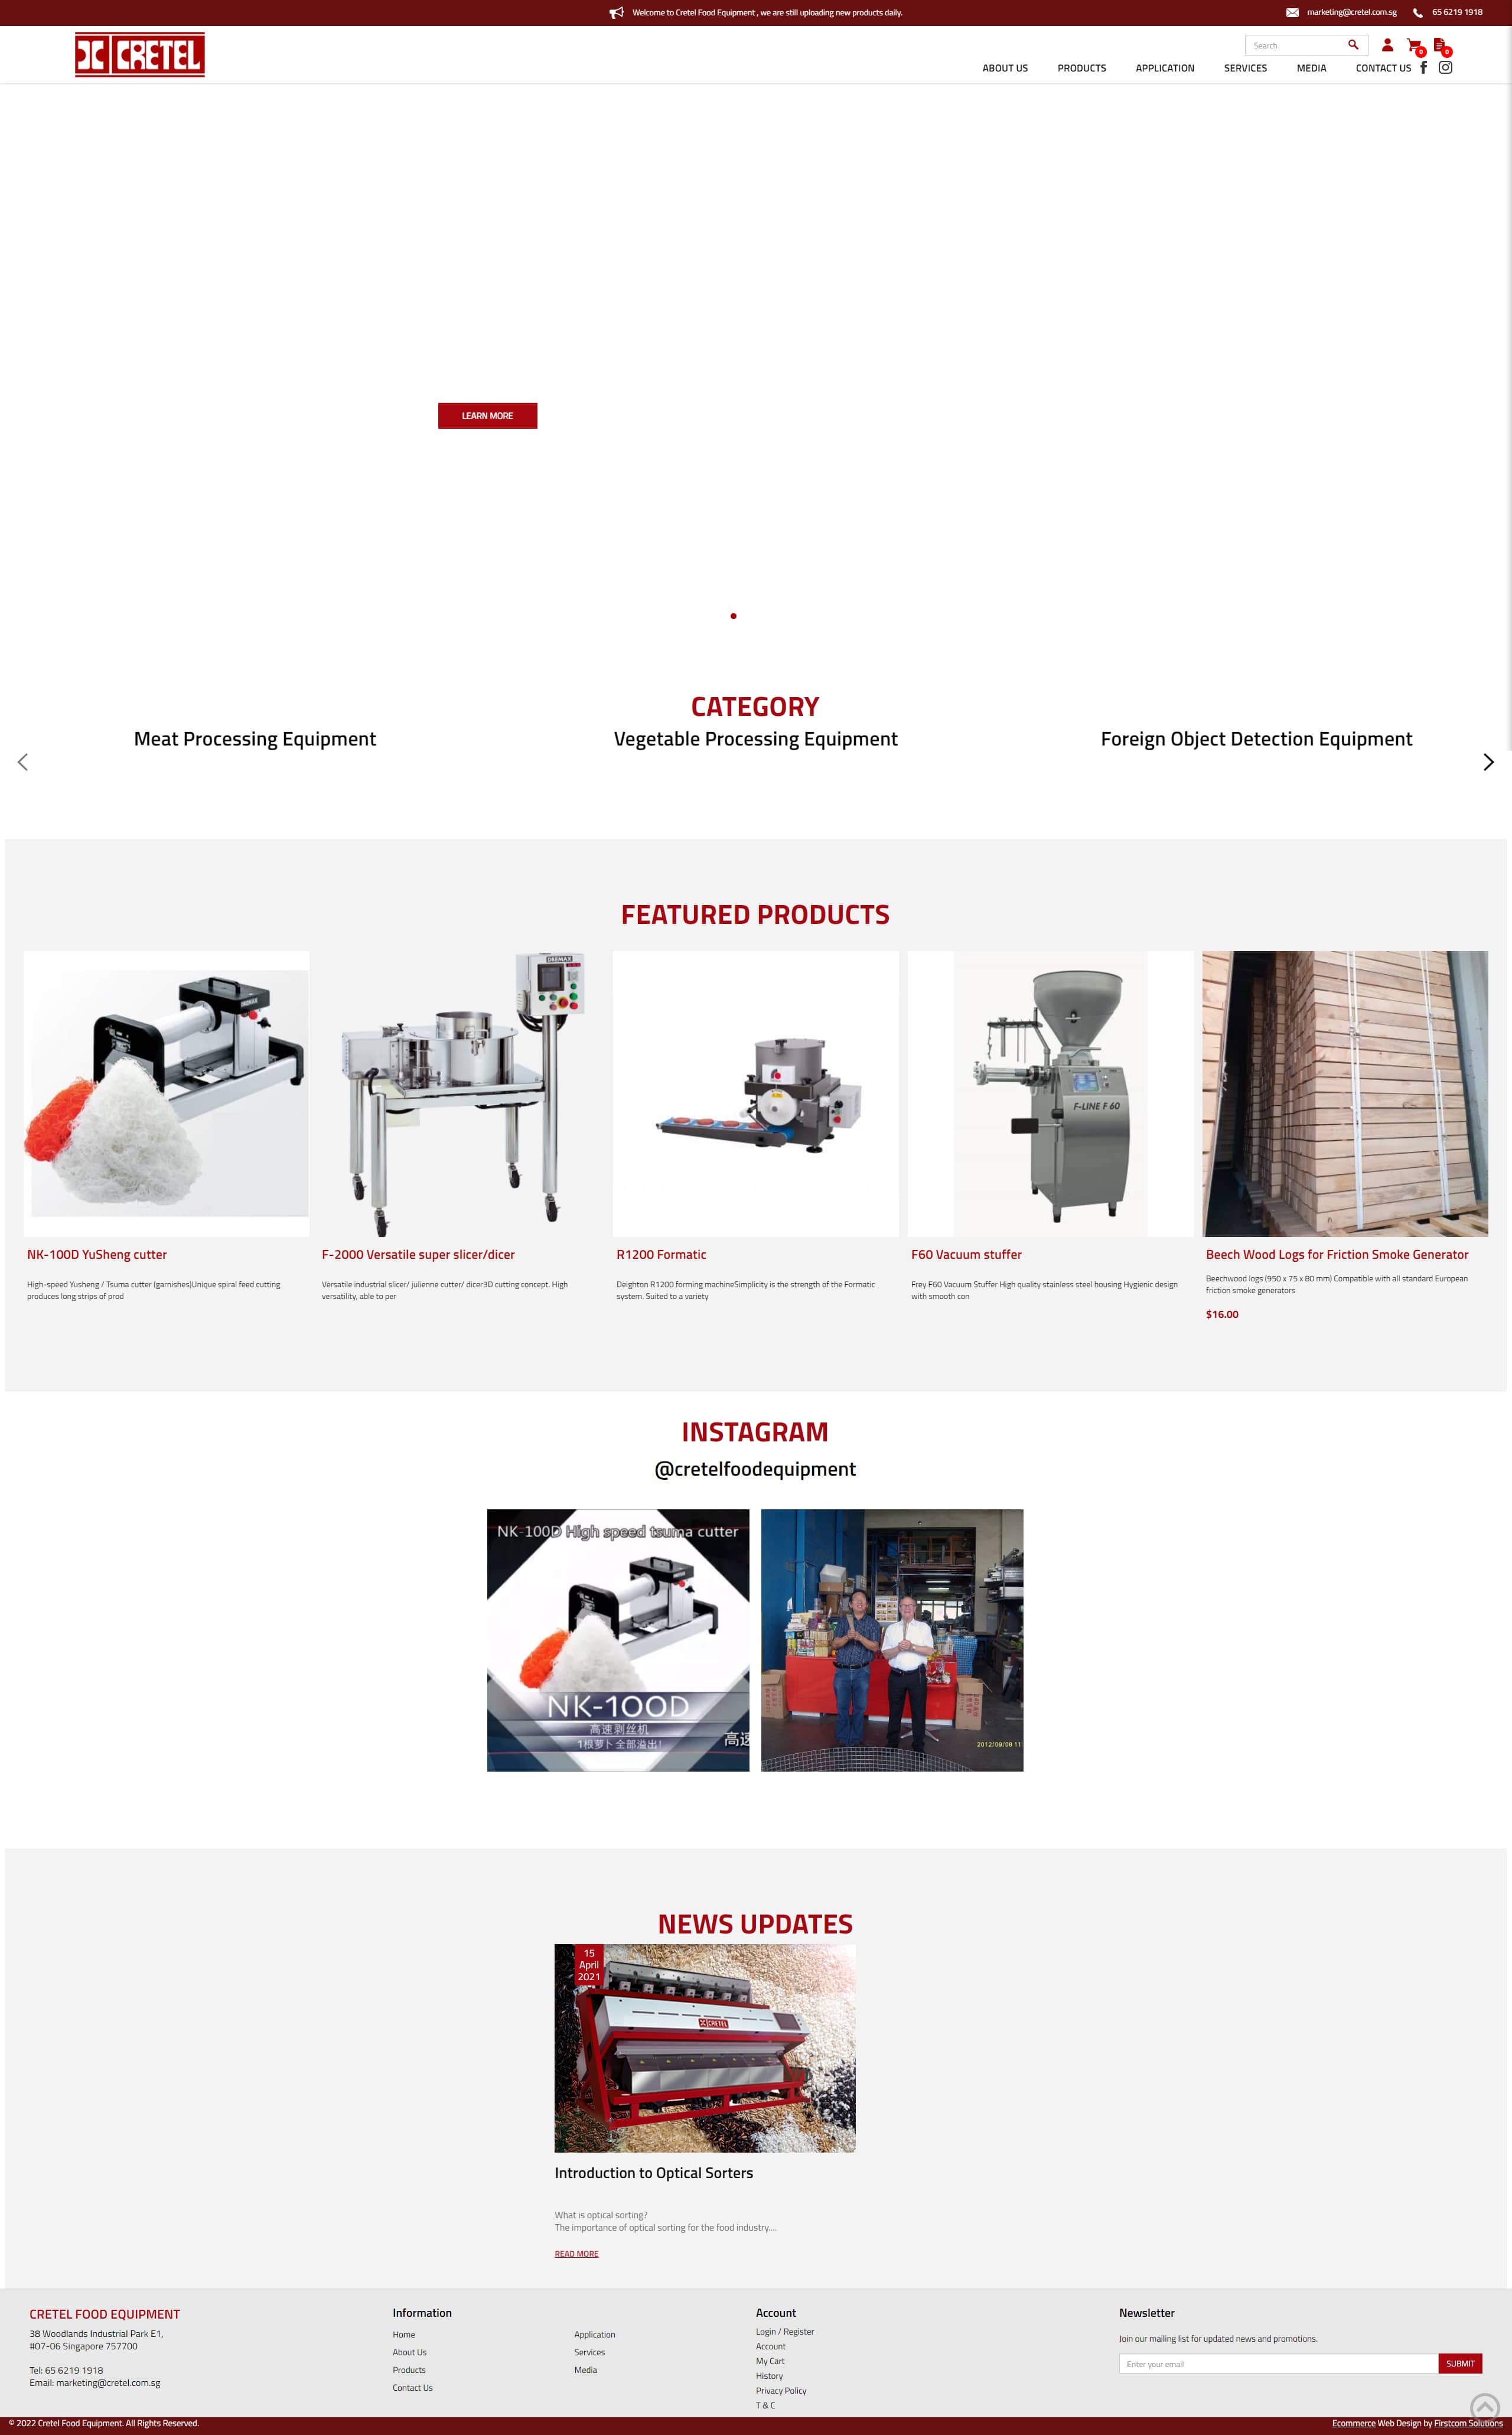 Welcome to Cretel Food Equipment , we are still uploading new products daily.
marketing@cretel.com.sg
65 6219 1918
CRETEL
Search
0
0
ABOUT US
PRODUCTS
APPLICATION
SERVICES
MEDIA
CONTACT US
LEARN MORE
CATEGORY
Meat Processing Equipment
Vegetable Processing Equipment
Foreign Object Detection Equipment
FEATURED PRODUCTS
DREMAX
F-LINE F 60
NK-100D YuSheng cutter
High-speed Yusheng / Tsuma cutter (garnishes)Unique spiral feed cutting
produces long strips of prod
F-2000 Versatile super slicer/dicer
Versatile industrial slicer/ julienne cutter/ dicer3D cutting concept. High
versatility, able to per
R1200 Formatic
Deighton R1200 forming machineSimplicity is the strength of the Formatic
system. Suited to a variety
F60 Vacuum stuffer
Frey F60 Vacuum Stuffer High quality stainless steel housing Hygienic design
with smooth con
Beech Wood Logs for Friction Smoke Generator
Beechwood logs (950 x 75 x 80 mm) Compatible with all standard European
friction smoke generators
$16.00
INSTAGRAM
@cretelfoodequipment
NK-100D High speed tsuma cutter
NK-100D
高速剥丝机
1根萝卜全部溢出!
高速
2012/08/08 11
NEWS UPDATES
15
April
2021
CRETEL
Introduction to Optical Sorters
What is optical sorting?
The importance of optical sorting for the food industry....
READ MORE
CRETEL FOOD EQUIPMENT
38 Woodlands Industrial Park E1,
#07-06 Singapore 757700
Tel: 65 6219 1918
Email: marketing@cretel.com.sg
Information
Home
About Us
Products
Contact Us
Application
Services
Media
Account
Login / Register
Account
My Cart
History
Privacy Policy
T & C
Newsletter
Join our mailing list for updated news and promotions.
Enter your email
SUBMIT
© 2022 Cretel Food Equipment. All Rights Reserved.
Ecommerce Web Design by Firstcom Solutions